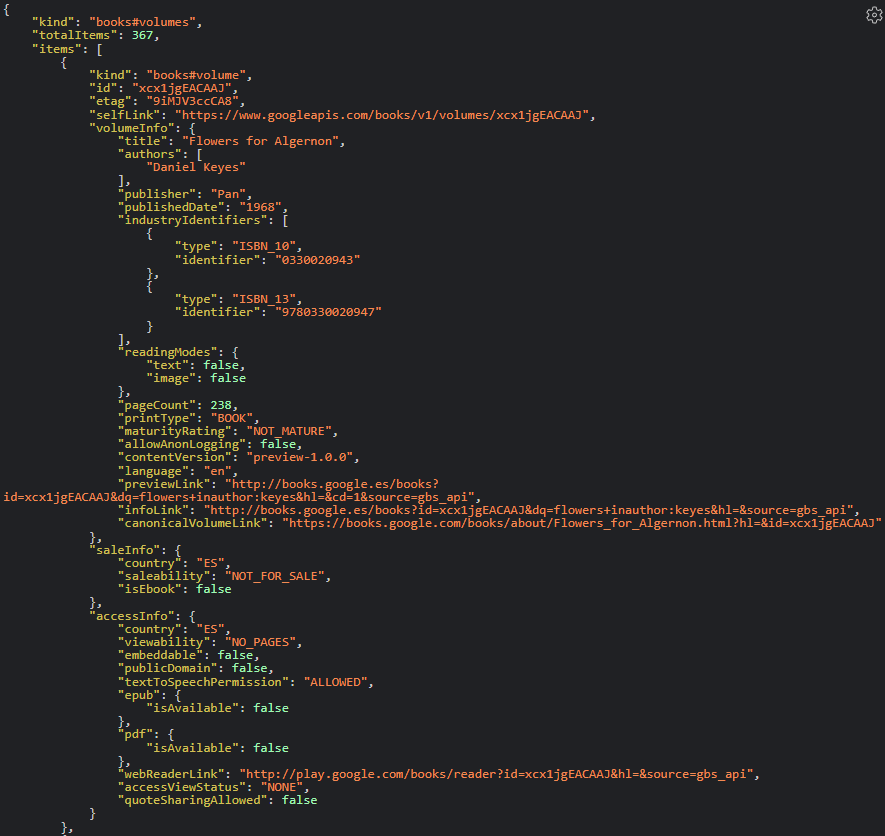 {
    "kind": "books#volumes",
    "totalItems": 367,
    "items": [
        {
            "kind": "books#volume",
            "id": "xcx1jgEACAAJ",
            "etag": "9iMJV3ccCA8",
            "selfLink": "https://www.googleapis.com/books/v1/volumes/xcx1jgEACAAJ",
            "volumeInfo": {
                "title": "Flowers for Algernon",
                "authors": [
                    "Daniel Keyes"
                ],
                "publisher": "Pan",
                "publishedDate": "1968",
                "industryIdentifiers": [
                    {
                        "type": "ISBN_10",
                        "identifier": "0330020943"
                    },
                    {
                        "type": "ISBN_13",
                        "identifier": "9780330020947"
                    }
                ],
                "readingModes": {
                    "text": false,
                    "image": false
                },
                "pageCount": 238,
                "printType": "BOOK",
                "maturityRating": "NOT_MATURE",
                "allowAnonLogging": false,
                "contentVersion": "preview-1.0.0",
                "language": "en",
                "previewLink": "http://books.google.es/books?
id=xcx1jgEACAAJ&dq=flowers+inauthor:keyes&hl=&cd=1&source=gbs_api",
                "infoLink": "http://books.google.es/books?id=xcx1jgEACAAJ&dq=flowers+inauthor:keyes&hl=&source=gbs_api",
                "canonicalVolumeLink": "https://books.google.com/books/about/Flowers_for_Algernon.html?hl=&id=xcx1jgEACAAJ"
            },
            "saleInfo": {
                "country": "ES",
                "saleability": "NOT_FOR_SALE",
                "isEbook": false
            },
            "accessInfo": {
                "country": "ES",
                "viewability": "NO_PAGES",
                "embeddable": false,
                "publicDomain": false,
                "textToSpeechPermission": "ALLOWED",
                "epub": {
                    "isAvailable": false
                },
                "pdf": {
                    "isAvailable": false
                },
                "webReaderLink": "http://play.google.com/books/reader?id=xcx1jgEACAAJ&hl=&source=gbs_api",
                "accessViewStatus": "NONE",
                "quoteSharingAllowed": false
            }
        },